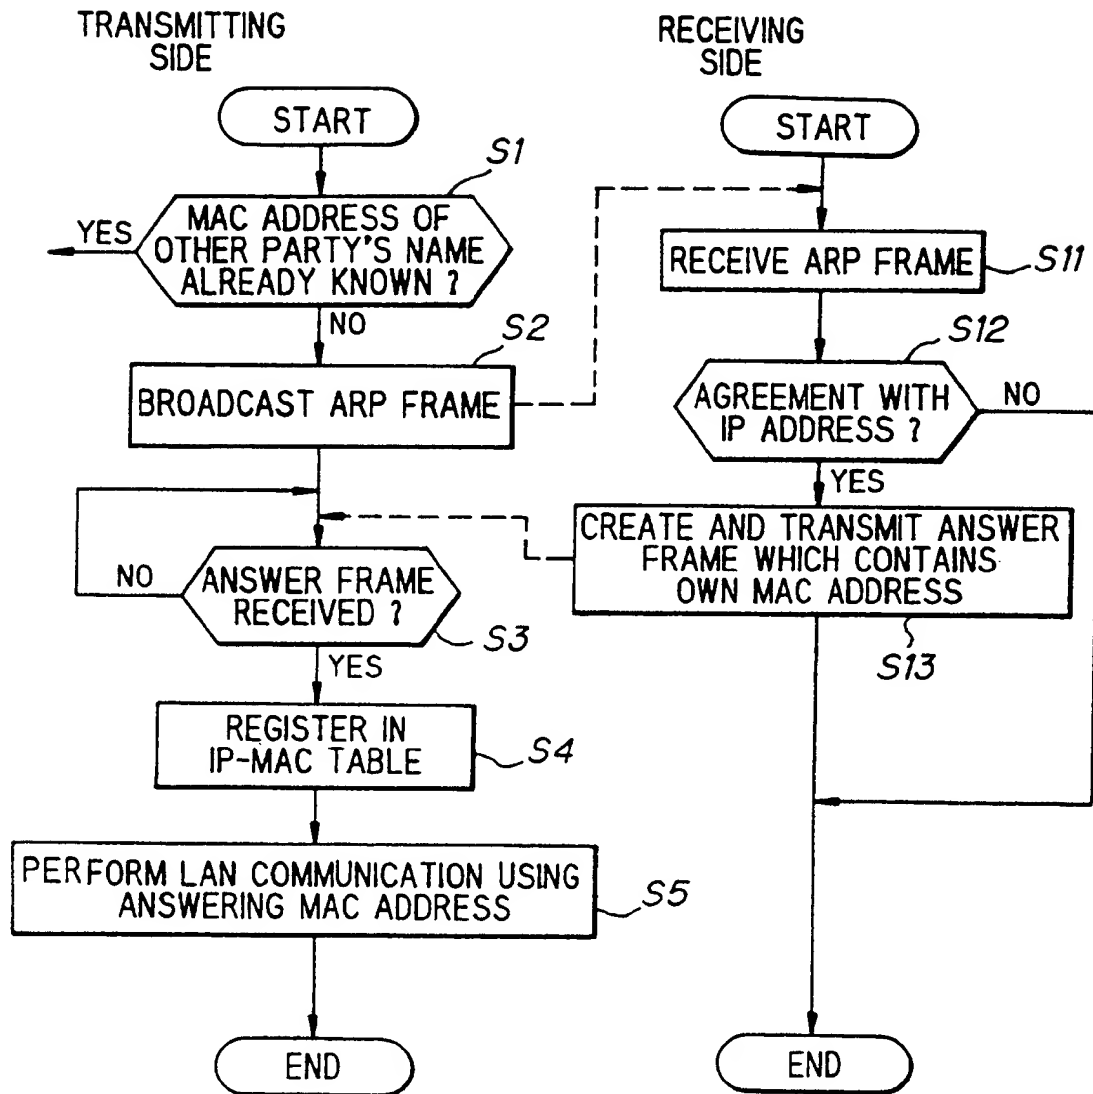 TRANSMITTING
SIDE
START
S1
MAC ADDRESS OF
OTHER PARTY'S NAME
ALREADY KNOWN ?
YES
NO
S2
BROADCAST ARP FRAME
NO
ANSWER FRAME
RECEIVED ?
S3
YES
REGISTER IN
IP-MAC TABLE
S4
PERFORM LAN COMMUNICATION USING
ANSWERING MAC ADDRESS
S5
END
RECEIVING
SIDE
START
RECEIVE ARP FRAME
S11
S12
AGREEMENT WITH
IP ADDRESS ?
NO
YES
CREATE AND TRANSMIT ANSWER
FRAME WHICH CONTAINS
OWN MAC ADDRESS
S13
END